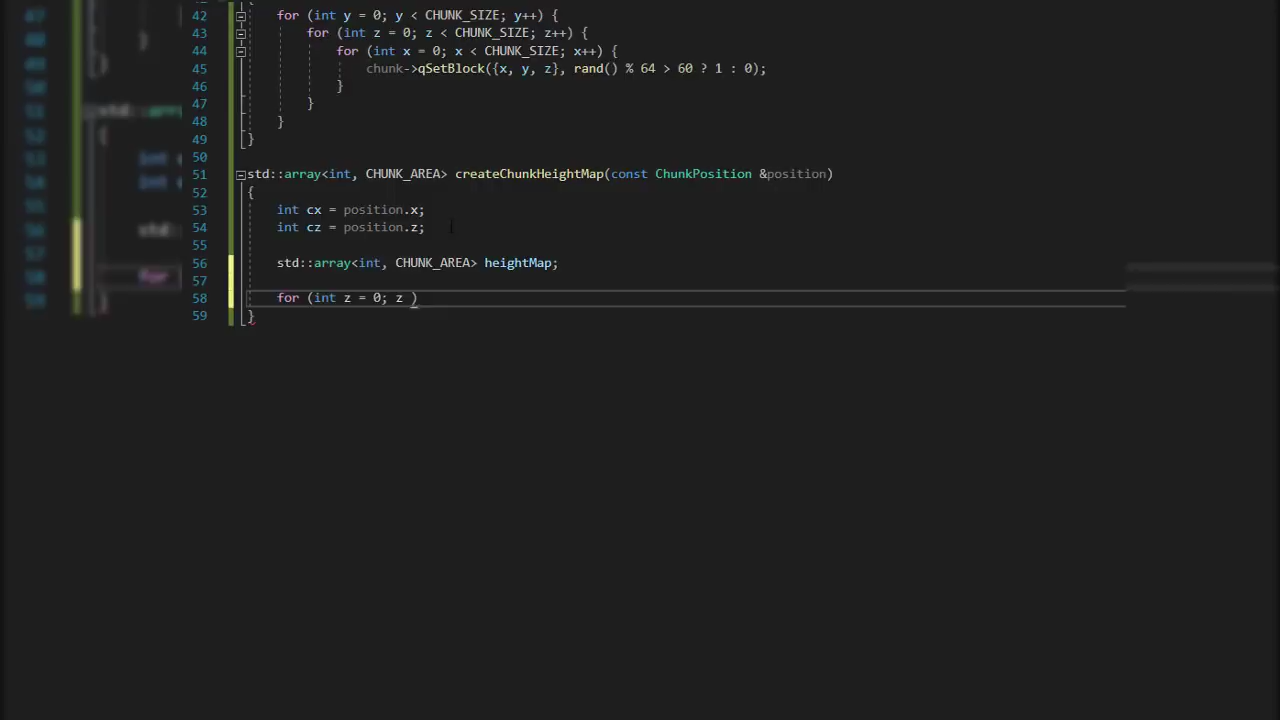 42 for (int y = 0; y < CHUNK_SIZE; y++) {
43 for (int z = 0; z < CHUNK_SIZE; z++) {
44 for (int x = 0; x < CHUNK_SIZE; x++) {
45 chunk->qSetBlock({x, y, z}, rand() % 64 > 60 ? 1 : 0);
46 }
47 }
48 }
49 }
50
51 std::array<int, CHUNK_AREA> createChunkHeightMap(const ChunkPosition &position)
52 {
53 int cx = position.x;
54 int cz = position.z;
55
56 std::array<int, CHUNK_AREA> heightMap;
57
58 for (int z = 0; z )
59 }